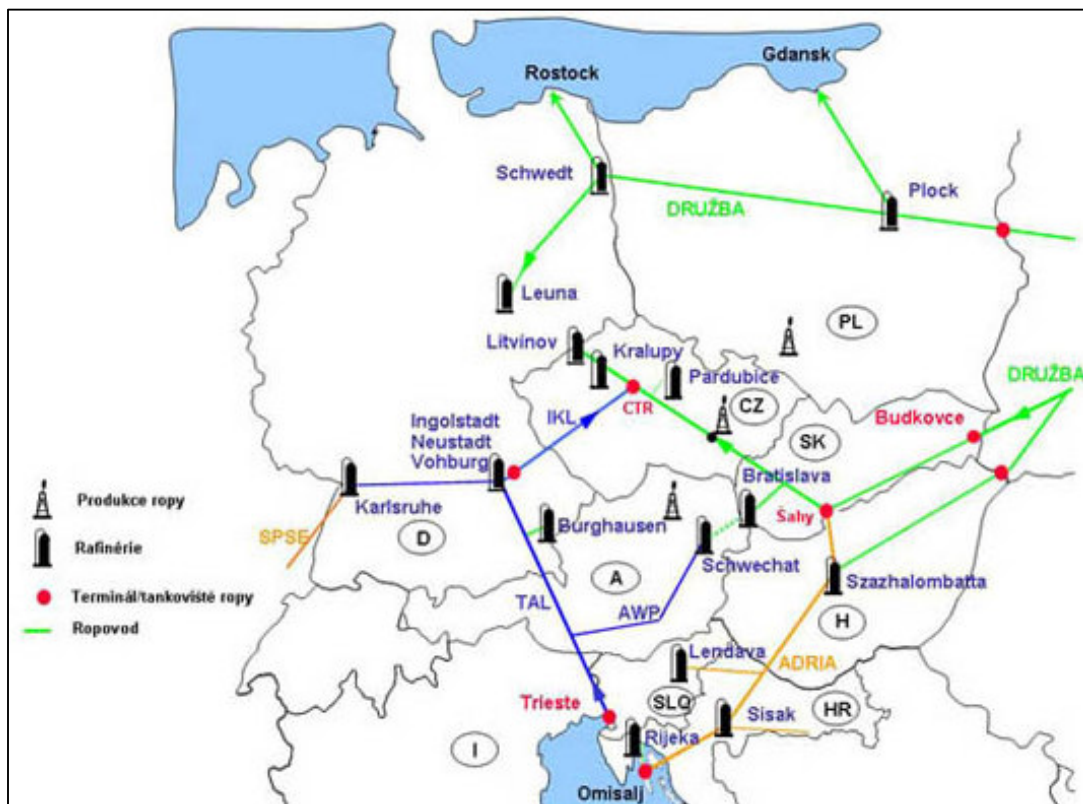 Gdansk
Rostock
Schwedt
Plock
DRUŽBA
Leuna
PL
Litvinov
Kralupy
DRUŽBA
Pardubice
CTR
CZ
IKL
Budkovce
Ingolstadt
Neustadt
Vohburg
SK
Bratislava
Karlsruhe
Šahy
SPSE
D
Burghausen
Schwechat
Szazhalombatta
A
TAL
AWP
H
Lendava
ADRIA
Trieste
SLO
Sisak
HR
Rijeka
I
Omisalj
Produkce ropy
Rafinérie
Terminál/tankoviště ropy
Ropovod